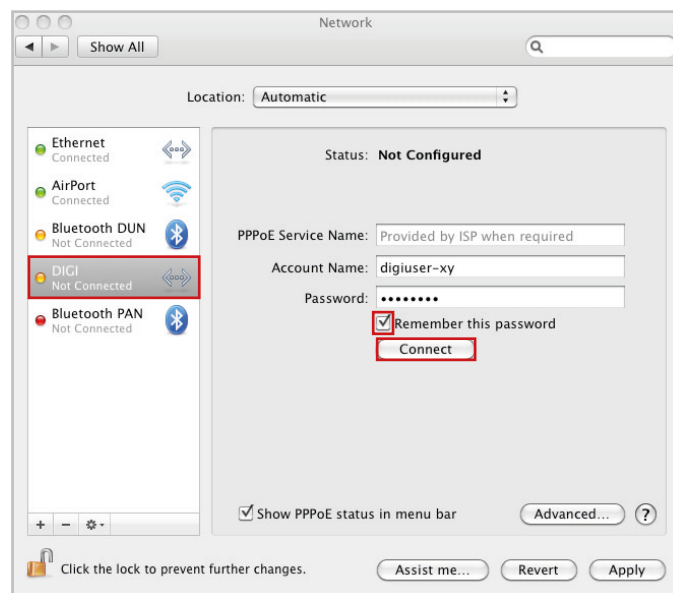 Network
Show All
Location: Automatic
Ethernet
Connected
AirPort
Connected
Bluetooth DUN
Not Connected
DIGI
Not Connected
Bluetooth PAN
Not Connected
Status: Not Configured
PPPoE Service Name: Provided by ISP when required
Account Name: digiuser-xy
Password: ••••••••
Remember this password
Connect
Show PPPoE status in menu bar
Advanced... ?
Click the lock to prevent further changes.
Assist me... Revert Apply